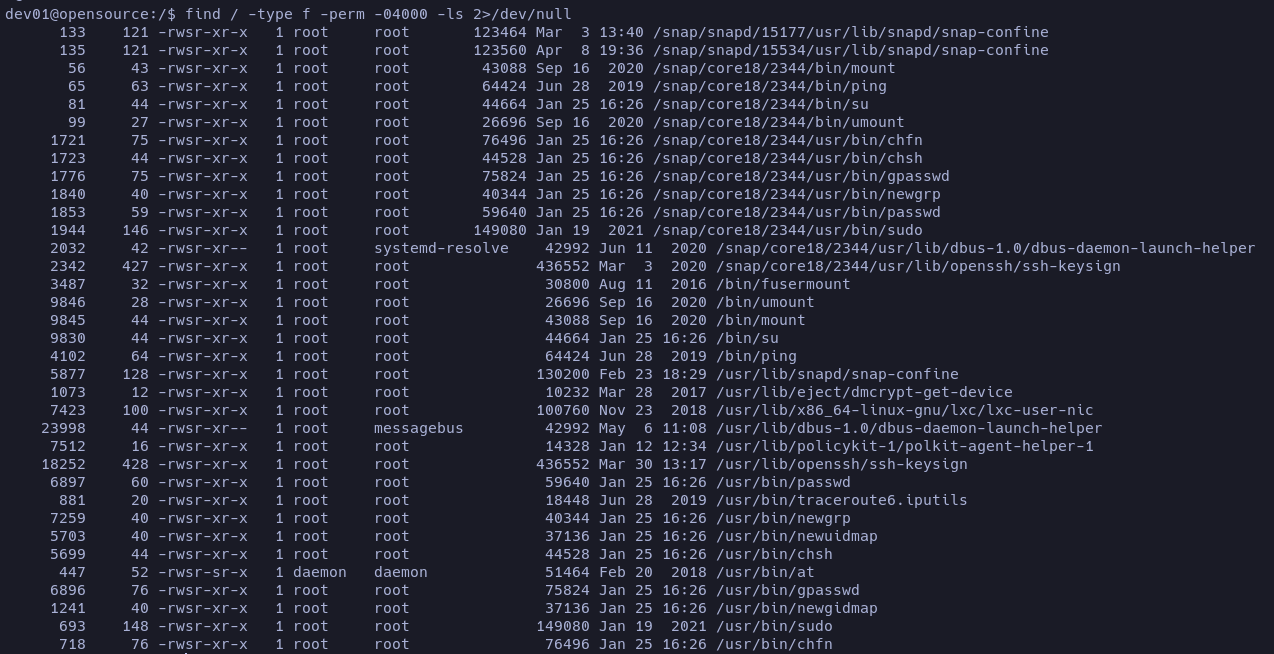 dev01@opensource:/$ find / -type f -perm -04000 -ls 2>/dev/null
133 121 -rwsr-xr-x 1 root root 123464 Mar 3 13:40 /snap/snapd/15177/usr/lib/snapd/snap-confine
135 121 -rwsr-xr-x 1 root root 123560 Apr 8 19:36 /snap/snapd/15534/usr/lib/snapd/snap-confine
56 43 -rwsr-xr-x 1 root root 43088 Sep 16 2020 /snap/core18/2344/bin/mount
65 63 -rwsr-xr-x 1 root root 64424 Jun 28 2019 /snap/core18/2344/bin/ping
81 44 -rwsr-xr-x 1 root root 44664 Jan 25 16:26 /snap/core18/2344/bin/su
99 27 -rwsr-xr-x 1 root root 26696 Sep 16 2020 /snap/core18/2344/bin/umount
1721 75 -rwsr-xr-x 1 root root 76496 Jan 25 16:26 /snap/core18/2344/usr/bin/chfn
1723 44 -rwsr-xr-x 1 root root 44528 Jan 25 16:26 /snap/core18/2344/usr/bin/chsh
1776 75 -rwsr-xr-x 1 root root 75824 Jan 25 16:26 /snap/core18/2344/usr/bin/gpasswd
1840 40 -rwsr-xr-x 1 root root 40344 Jan 25 16:26 /snap/core18/2344/usr/bin/newgrp
1853 59 -rwsr-xr-x 1 root root 59640 Jan 25 16:26 /snap/core18/2344/usr/bin/passwd
1944 146 -rwsr-xr-x 1 root root 149080 Jan 19 2021 /snap/core18/2344/usr/bin/sudo
2032 42 -rwsr-xr-- 1 root systemd-resolve 42992 Jun 11 2020 /snap/core18/2344/usr/lib/dbus-1.0/dbus-daemon-launch-helper
2342 427 -rwsr-xr-x 1 root root 436552 Mar 3 2020 /snap/core18/2344/usr/lib/openssh/ssh-keysign
3487 32 -rwsr-xr-x 1 root root 30800 Aug 11 2016 /bin/fusermount
9846 28 -rwsr-xr-x 1 root root 26696 Sep 16 2020 /bin/umount
9845 44 -rwsr-xr-x 1 root root 43088 Sep 16 2020 /bin/mount
9830 44 -rwsr-xr-x 1 root root 44664 Jan 25 16:26 /bin/su
4102 64 -rwsr-xr-x 1 root root 64424 Jun 28 2019 /bin/ping
5877 128 -rwsr-xr-x 1 root root 130200 Feb 23 18:29 /usr/lib/snapd/snap-confine
1073 12 -rwsr-xr-x 1 root root 10232 Mar 28 2017 /usr/lib/eject/dmcrypt-get-device
7423 100 -rwsr-xr-x 1 root root 100760 Nov 23 2018 /usr/lib/x86_64-linux-gnu/lxc/lxc-user-nic
23998 44 -rwsr-xr-- 1 root messagebus 42992 May 6 11:08 /usr/lib/dbus-1.0/dbus-daemon-launch-helper
7512 16 -rwsr-xr-x 1 root root 14328 Jan 12 12:34 /usr/lib/policykit-1/polkit-agent-helper-1
18252 428 -rwsr-xr-x 1 root root 436552 Mar 30 13:17 /usr/lib/openssh/ssh-keysign
6897 60 -rwsr-xr-x 1 root root 59640 Jan 25 16:26 /usr/bin/passwd
881 20 -rwsr-xr-x 1 root root 18448 Jun 28 2019 /usr/bin/traceroute6.iputils
7259 40 -rwsr-xr-x 1 root root 40344 Jan 25 16:26 /usr/bin/newgrp
5703 40 -rwsr-xr-x 1 root root 37136 Jan 25 16:26 /usr/bin/newuidmap
5699 44 -rwsr-xr-x 1 root root 44528 Jan 25 16:26 /usr/bin/chsh
447 52 -rwsr-sr-x 1 daemon daemon 51464 Feb 20 2018 /usr/bin/at
6896 76 -rwsr-xr-x 1 root root 75824 Jan 25 16:26 /usr/bin/gpasswd
1241 40 -rwsr-xr-x 1 root root 37136 Jan 25 16:26 /usr/bin/newgidmap
693 148 -rwsr-xr-x 1 root root 149080 Jan 19 2021 /usr/bin/sudo
718 76 -rwsr-xr-x 1 root root 76496 Jan 25 16:26 /usr/bin/chfn